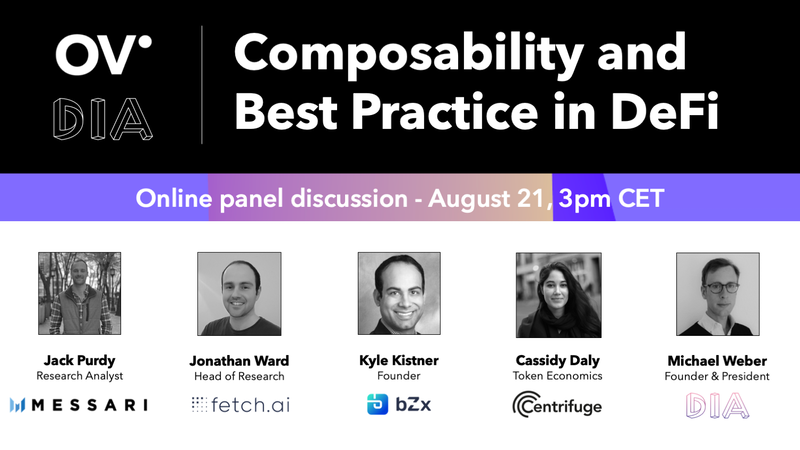 OV
DIA
Composability and
Best Practice in DeFi
Online panel discussion - August 21, 3pm CET
Jack Purdy
Research Analyst
MESSARI
Jonathan Ward
Head of Research
fetch.ai
Kyle Kistner
Founder
bZx
Cassidy Daly
Token Economics
Centrifuge
Michael Weber
Founder & President
DIA